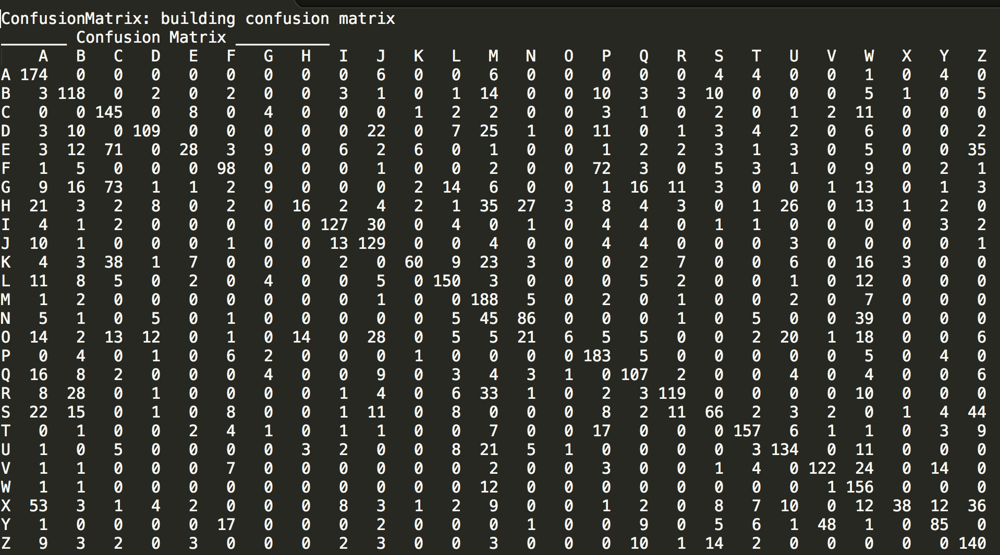 ConfusionMatrix: building confusion matrix
_______ Confusion Matrix __________
A B C D E F G H I J K L M N O P Q R S T U V W X Y Z
A 174 0 0 0 0 0 0 0 0 6 0 0 6 0 0 0 0 0 4 4 0 0 1 0 4 0
B 3 118 0 2 0 2 0 0 3 1 0 1 14 0 0 10 3 3 10 0 0 0 5 1 0 5
C 0 0 145 0 8 0 4 0 0 0 1 2 2 0 0 3 1 0 2 0 1 2 11 0 0 0
D 3 10 0 109 0 0 0 0 0 22 0 7 25 1 0 11 0 1 3 4 2 0 6 0 0 2
E 3 12 71 0 28 3 9 0 6 2 6 0 1 0 0 1 2 2 3 1 3 0 5 0 0 35
F 1 5 0 0 0 98 0 0 0 1 0 0 2 0 0 72 3 0 5 3 1 0 9 0 2 1
G 9 16 73 1 1 2 9 0 0 0 2 14 6 0 0 1 16 11 3 0 0 1 13 0 1 3
H 21 3 2 8 0 2 0 16 2 4 2 1 35 27 3 8 4 3 0 1 26 0 13 1 2 0
I 4 1 2 0 0 0 0 0 127 30 0 4 0 1 0 4 4 0 1 1 0 0 0 0 3 2
J 10 1 0 0 0 1 0 0 13 129 0 0 4 0 0 4 4 0 0 0 3 0 0 0 0 1
K 4 3 38 1 7 0 0 0 2 0 60 9 23 3 0 0 2 7 0 0 6 0 16 3 0 0
L 11 8 5 0 2 0 4 0 0 5 0 150 3 0 0 0 5 2 0 0 1 0 12 0 0 0
M 1 2 0 0 0 0 0 0 0 1 0 0 188 5 0 2 0 1 0 0 2 0 7 0 0 0
N 5 1 0 5 0 1 0 0 0 0 0 5 45 86 0 0 0 1 0 5 0 0 39 0 0 0
O 14 2 13 12 0 1 0 14 0 28 0 5 5 21 6 5 5 0 0 2 20 1 18 0 0 6
P 0 4 0 1 0 6 2 0 0 0 1 0 0 0 0 183 5 0 0 0 0 0 5 0 4 0
Q 16 8 2 0 0 0 4 0 0 9 0 3 4 3 1 0 107 2 0 0 4 0 4 0 0 6
R 8 28 0 1 0 0 0 0 1 4 0 6 33 1 0 2 3 119 0 0 0 0 10 0 0 0
S 22 15 0 1 0 8 0 0 1 11 0 8 0 0 0 8 2 11 66 2 3 2 0 1 4 44
T 0 1 0 0 2 4 1 0 1 1 0 0 7 0 0 17 0 0 0 157 6 1 1 0 3 9
U 1 0 5 0 0 0 0 3 2 0 0 8 21 5 1 0 0 0 0 3 134 0 11 0 0 0
V 1 1 0 0 0 7 0 0 0 0 0 0 2 0 0 3 0 0 1 4 0 122 24 0 14 0
W 1 1 0 0 0 0 0 0 0 0 0 0 12 0 0 0 0 0 0 0 0 1 156 0 0 0
X 53 3 1 4 2 0 0 0 8 3 1 2 9 0 0 1 2 0 8 7 10 0 12 38 12 36
Y 1 0 0 0 0 17 0 0 0 2 0 0 0 1 0 0 9 0 5 6 1 48 1 0 85 0
Z 9 3 2 0 3 0 0 0 2 3 0 0 3 0 0 0 10 1 14 2 0 0 0 0 0 140